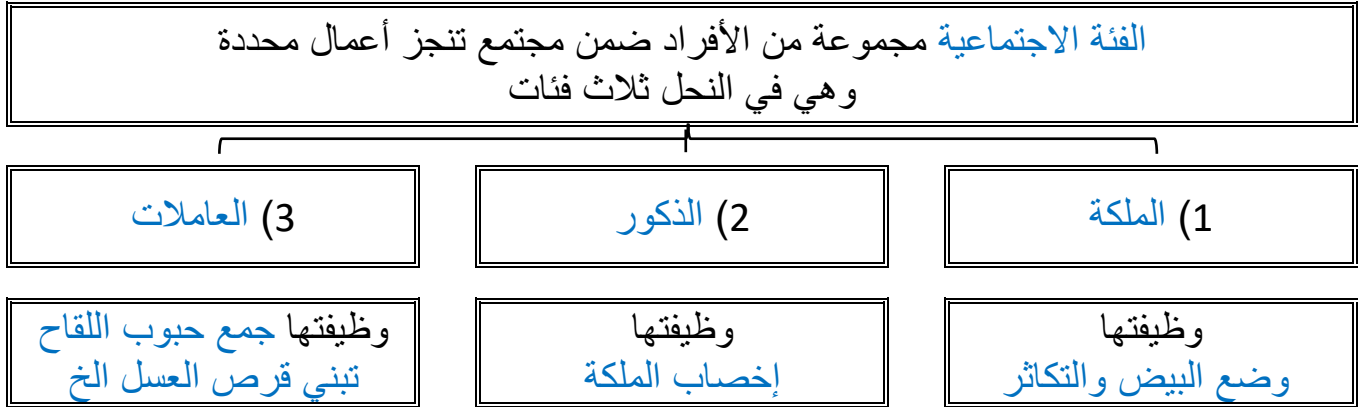 الفئة الاجتماعية مجموعة من الأفراد ضمن مجتمع تنجز أعمال محددة
وهي في النحل ثلاث فئات
1) الملكة
2) الذكور
3) العاملات
وظيفتها
وضع البيض والتكاثر
وظيفتها
إخصاب الملكة
وظيفتها جمع حبوب اللقاح
تبني قرص العسل الخ